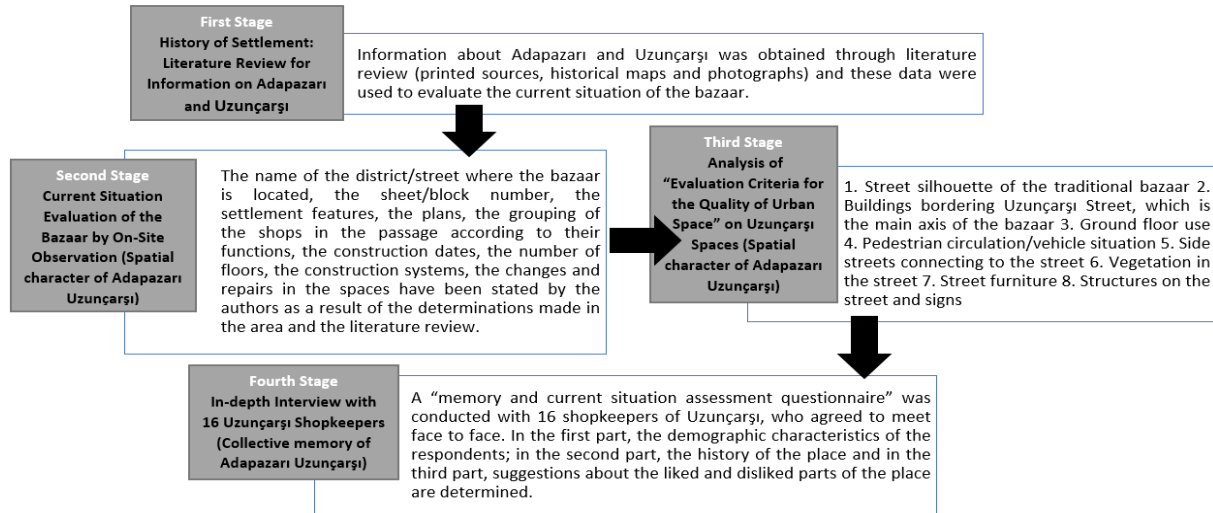 First Stage
History of Settlement:
Literature Review for
Information on Adapazarı
and Uzunçarşı
Information about Adapazarı and Uzunçarşı was obtained through literature
review (printed sources, historical maps and photographs) and these data were
used to evaluate the current situation of the bazaar.
Second Stage
Current Situation
Evaluation of the
Bazaar by On-Site
Observation (Spatial
character of Adapazarı
Uzunçarşı)
The name of the district/street where the bazaar
is located, the sheet/block number, the
settlement features, the plans, the grouping of
the shops in the passage according to their
functions, the construction dates, the number of
floors, the construction systems, the changes and
repairs in the spaces have been stated by the
authors as a result of the determinations made in
the area and the literature review.
Third Stage
Analysis of
“Evaluation Criteria for
the Quality of Urban
Space” on Uzunçarşı
Spaces (Spatial
character of Adapazarı
Uzunçarşı)
1. Street silhouette of the traditional bazaar 2.
Buildings bordering Uzunçarşı Street, which is
the main axis of the bazaar 3. Ground floor use
4. Pedestrian circulation/vehicle situation 5. Side
streets connecting to the street 6. Vegetation in
the street 7. Street furniture 8. Structures on the
street and signs
Fourth Stage
In-depth Interview with
16 Uzunçarşı Shopkeepers
(Collective memory of
Adapazarı Uzunçarşı)
A “memory and current situation assessment questionnaire” was
conducted with 16 shopkeepers of Uzunçarşı, who agreed to meet
face to face. In the first part, the demographic characteristics of the
respondents; in the second part, the history of the place and in the
third part, suggestions about the liked and disliked parts of the place
are determined.